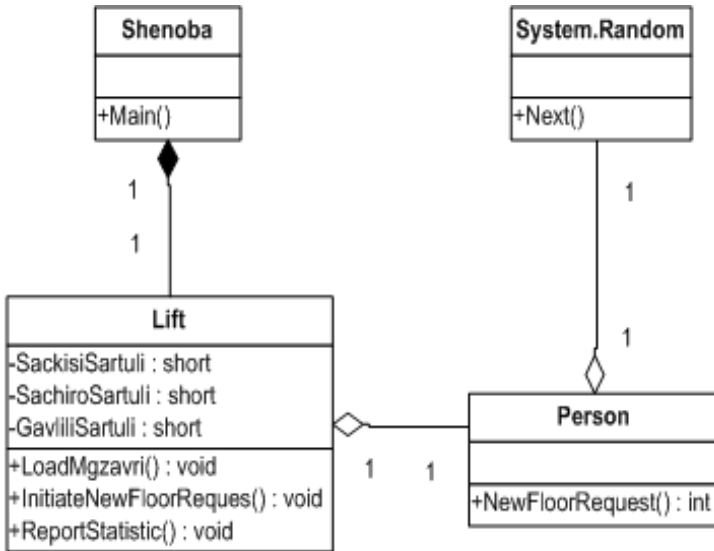 Shenoba
+Main()
System.Random
+Next()
1
1
1
1
Lift
-SackisiSartuli : short
-SachiroSartuli : short
-GavliliSartuli : short
+LoadMgzavri() : void
+InitiateNewFloorReques() : void
+ReportStatistic() : void
1
1
Person
+NewFloorRequest() : int